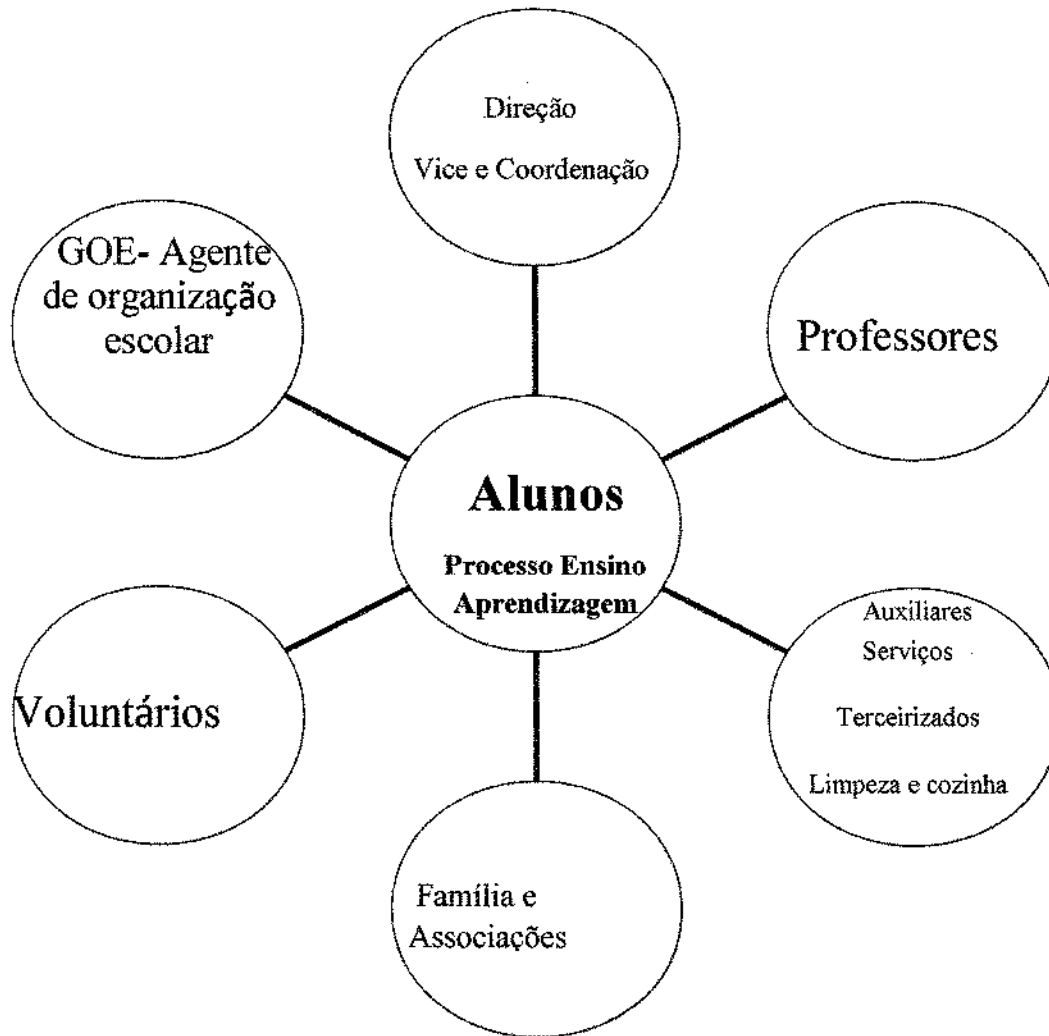 Direção
Vice e Coordenação
GOE- Agente
de organização
escolar
Professores
Alunos
Processo Ensino
Aprendizagem
Voluntários
Auxiliares
Serviços
Terceirizados
Limpeza e cozinha
Família e
Associações